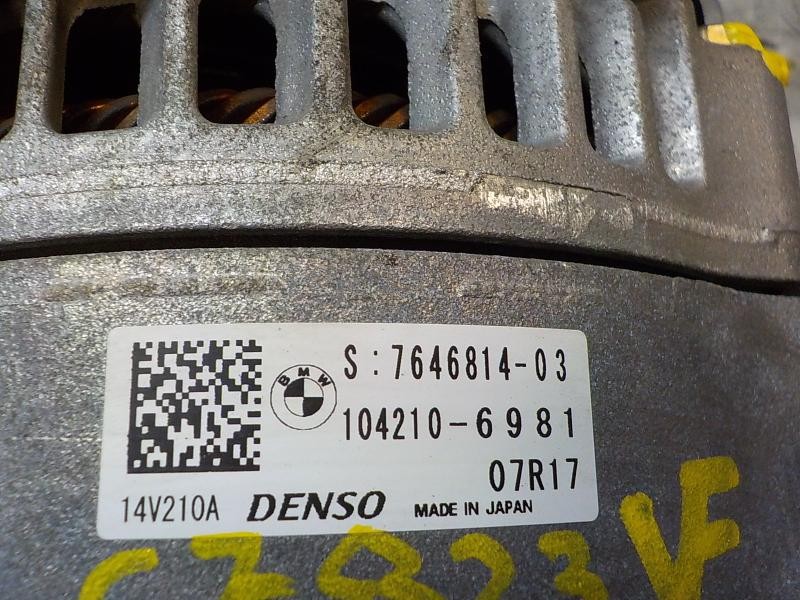 BMW
S:7646814-03
104210-6981
07R17
14V210A DENSO MADE IN JAPAN